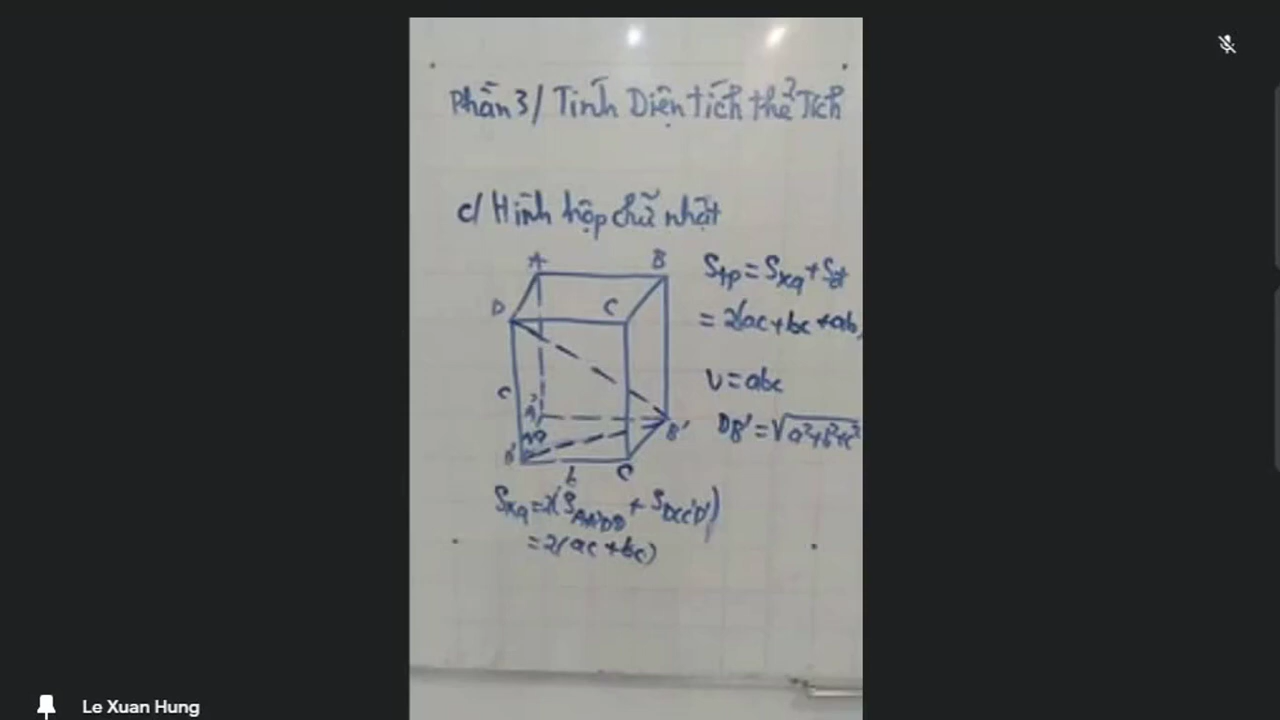 Phần 3/ Tính Diện tích thể Tích
c/ Hình hộp chữ nhật
A B
D C
Stp = Sxq + S2đ
= 2(ac + bc + ab)
V = abc
c
A'
B'
DB' = √a²+b²+c²
D' C'
b
Sxq = 2(SAA'D'D + SDCC'D')
= 2(ac + bc)
Le Xuan Hung